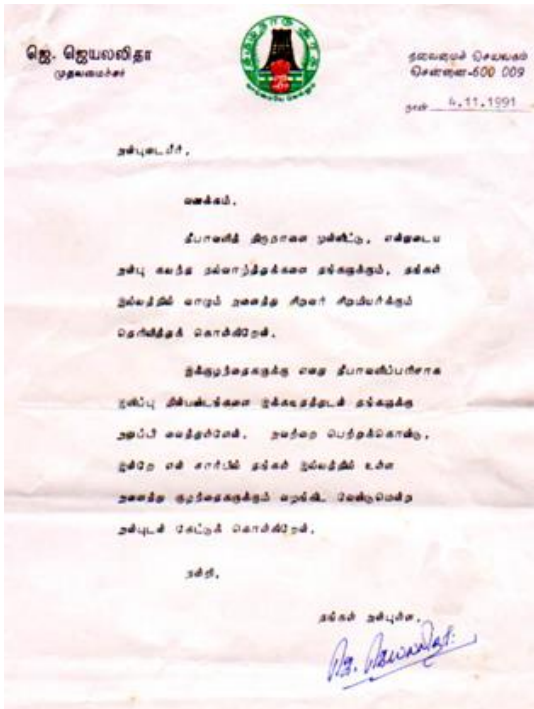 ஜெ. ஜெயலலிதா
முதலமைச்சர்
தலைமைச் செயலகம்
சென்னை-600 009
நாள் 4.11.1991
அன்புடையீர்,
வணக்கம்.
தீபாவளித் திருநாளை முன்னிட்டு, என்னுடைய
அன்பு கலந்த நல்வாழ்த்துக்களை தங்களுக்கும், தங்கள்
இல்லத்தில் வாழும் அனைத்து சிறுவர் சிறுமியர்க்கும்
தெரிவித்துக் கொள்கிறேன்.
இக்குழந்தைகளுக்கு எனது தீபாவளிப்பரிசாக
இனிப்பு தின்பண்டங்களை இக்கடிதத்துடன் தங்களுக்கு
அனுப்பி வைத்துள்ளேன். அவற்றை பெற்றுக்கொண்டு,
இன்றே என் சார்பில் தங்கள் இல்லத்தில் உள்ள
அனைத்து குழந்தைகளுக்கும் வழங்கிட வேண்டுமென்று
அன்புடன் கேட்டுக் கொள்கிறேன்.
நன்றி,
தங்கள் அன்புள்ள,
ஜெ. ஜெயலலிதா